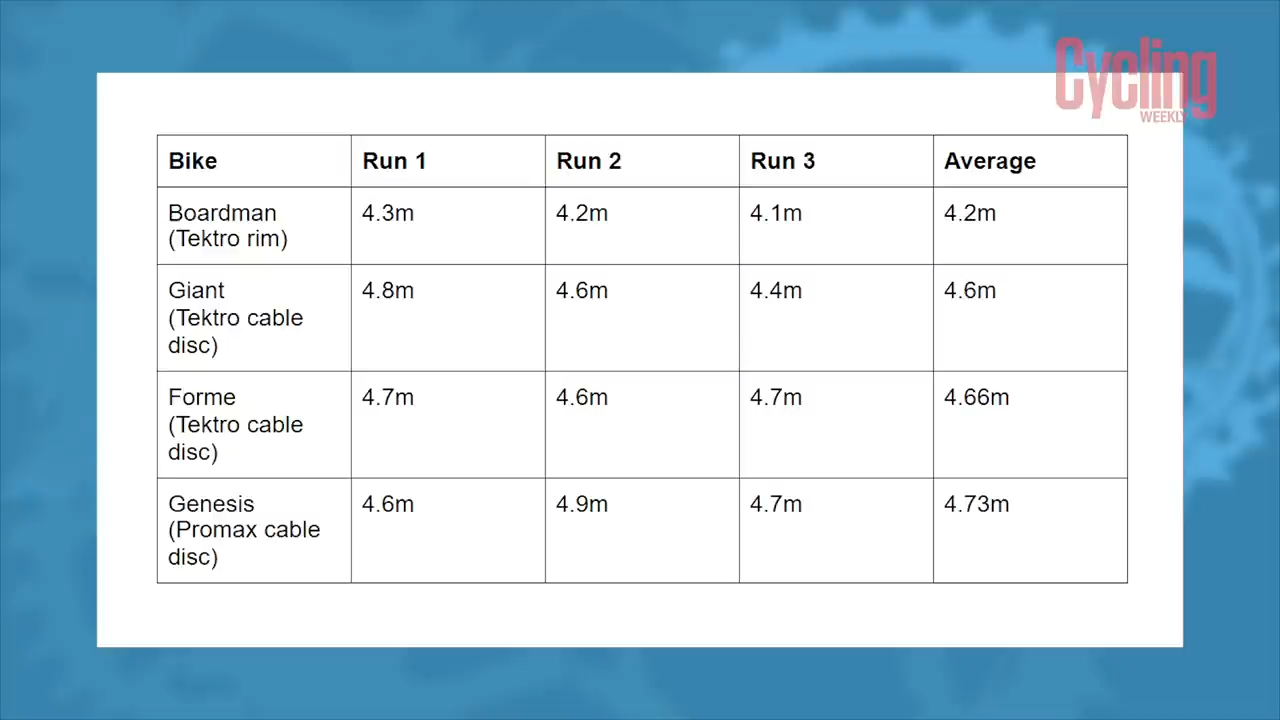 Cycling
WEEKLY
Bike Run 1 Run 2 Run 3 Average
Boardman 4.3m 4.2m 4.1m 4.2m
(Tektro rim)
Giant 4.8m 4.6m 4.4m 4.6m
(Tektro cable
disc)
Forme 4.7m 4.6m 4.7m 4.66m
(Tektro cable
disc)
Genesis 4.6m 4.9m 4.7m 4.73m
(Promax cable
disc)